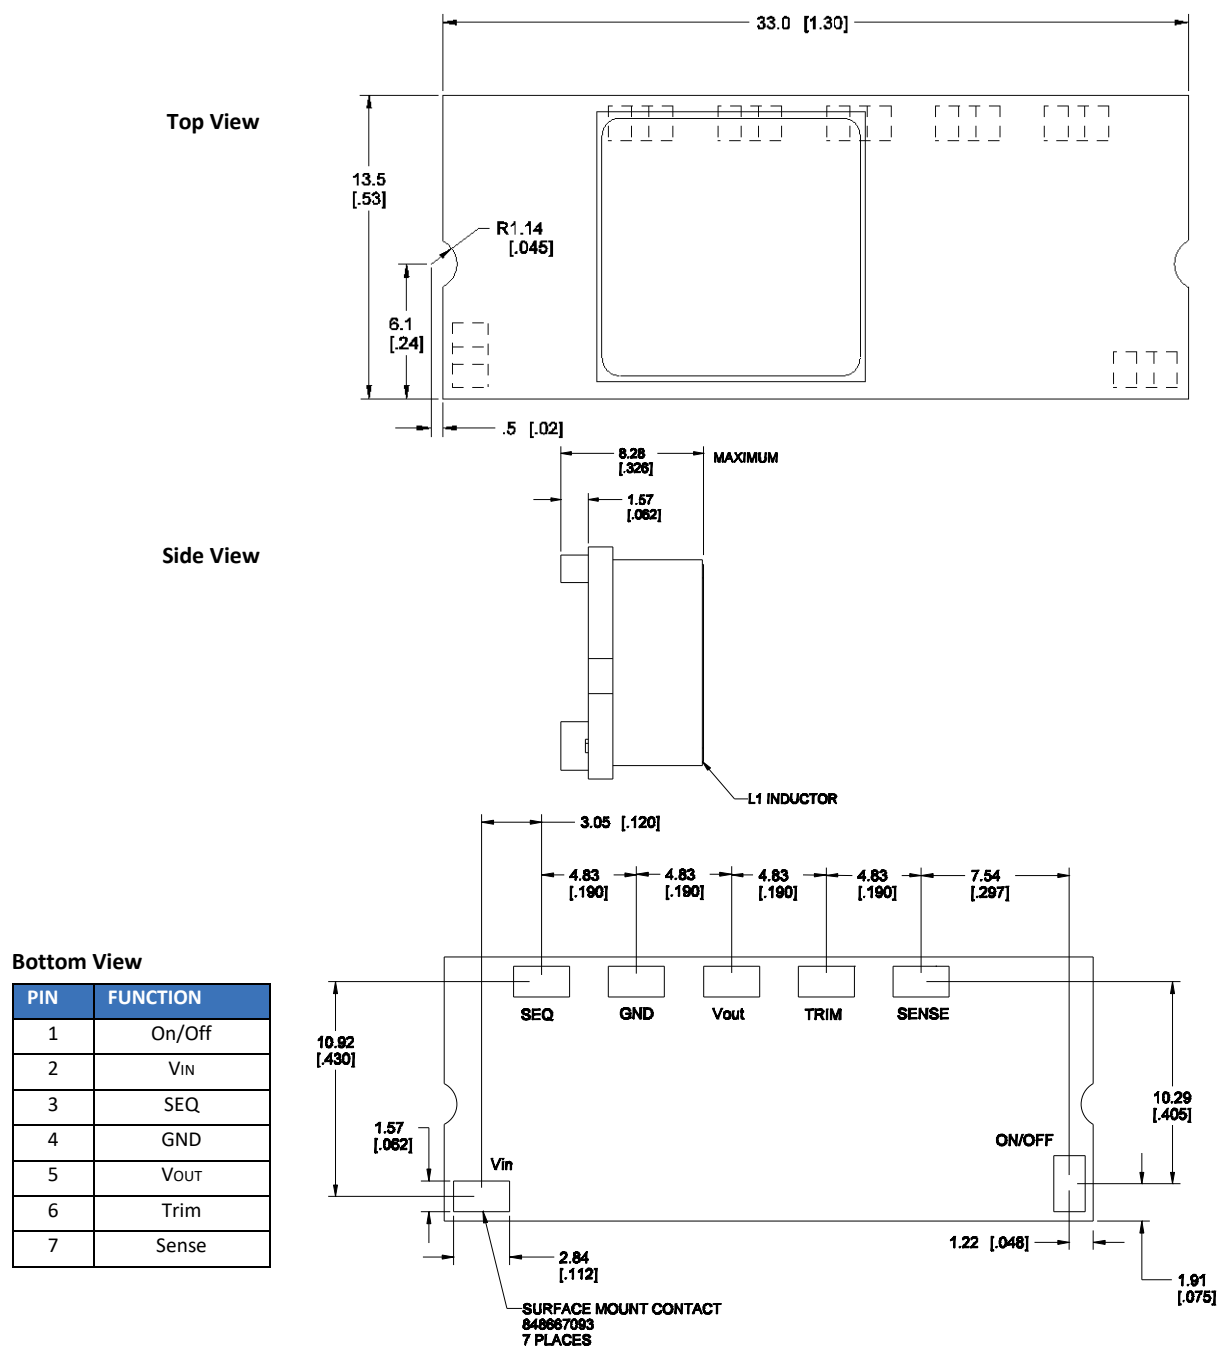 33.0 [1.30]
Top View
13.5
[.53]
R1.14
[.045]
6.1
[.24]
.5 [.02]
8.28
[.326]
MAXIMUM
1.57
[.062]
Side View
L1 INDUCTOR
3.05 [.120]
4.83
[.190]
4.83
[.190]
4.83
[.190]
4.83
[.190]
7.54
[.297]
Bottom View
PIN FUNCTION
1 On/Off
2 VIN
3 SEQ
4 GND
5 VOUT
6 Trim
7 Sense
SEQ GND Vout TRIM SENSE
10.92
[.430]
10.29
[.405]
1.57
[.062]
ON/OFF
Vin
1.22 [.048]
2.84
[.112]
1.91
[.075]
SURFACE MOUNT CONTACT
848667093
7 PLACES